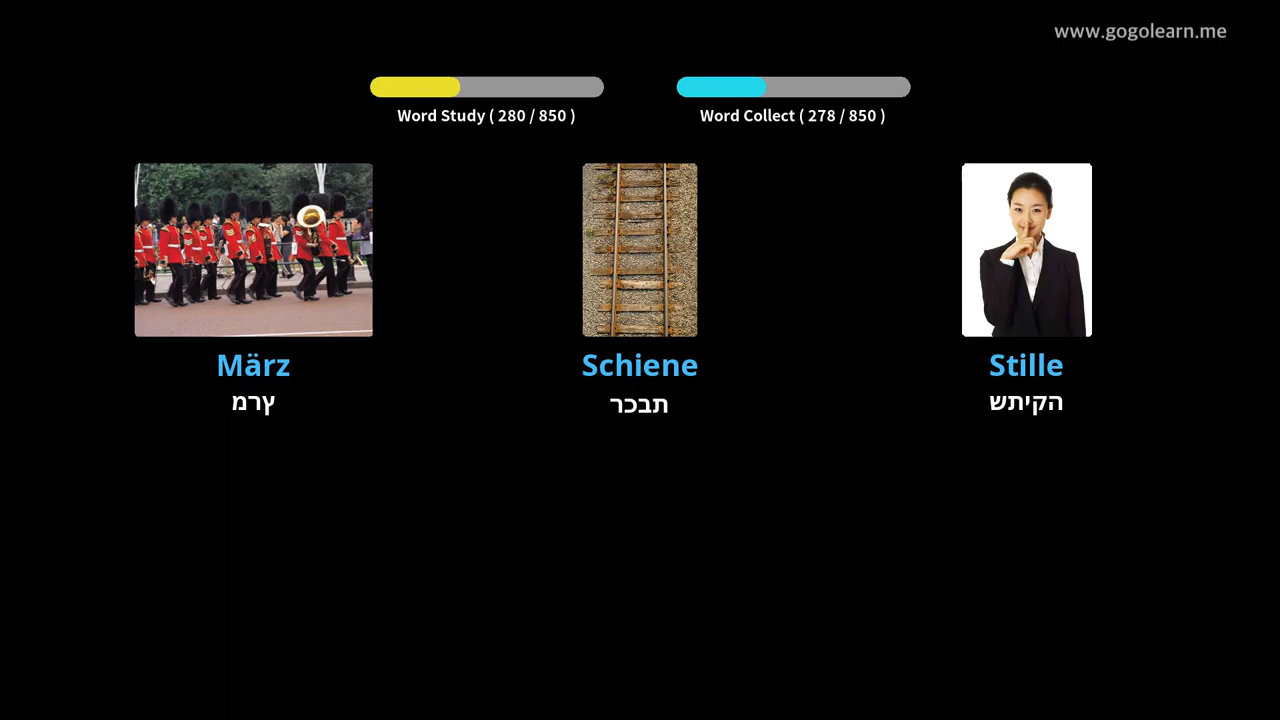 www.gogolearn.me
Word Study ( 280 / 850 )
Word Collect ( 278 / 850 )
März
ץרמ
Schiene
תבכר
Stille
הקיתש